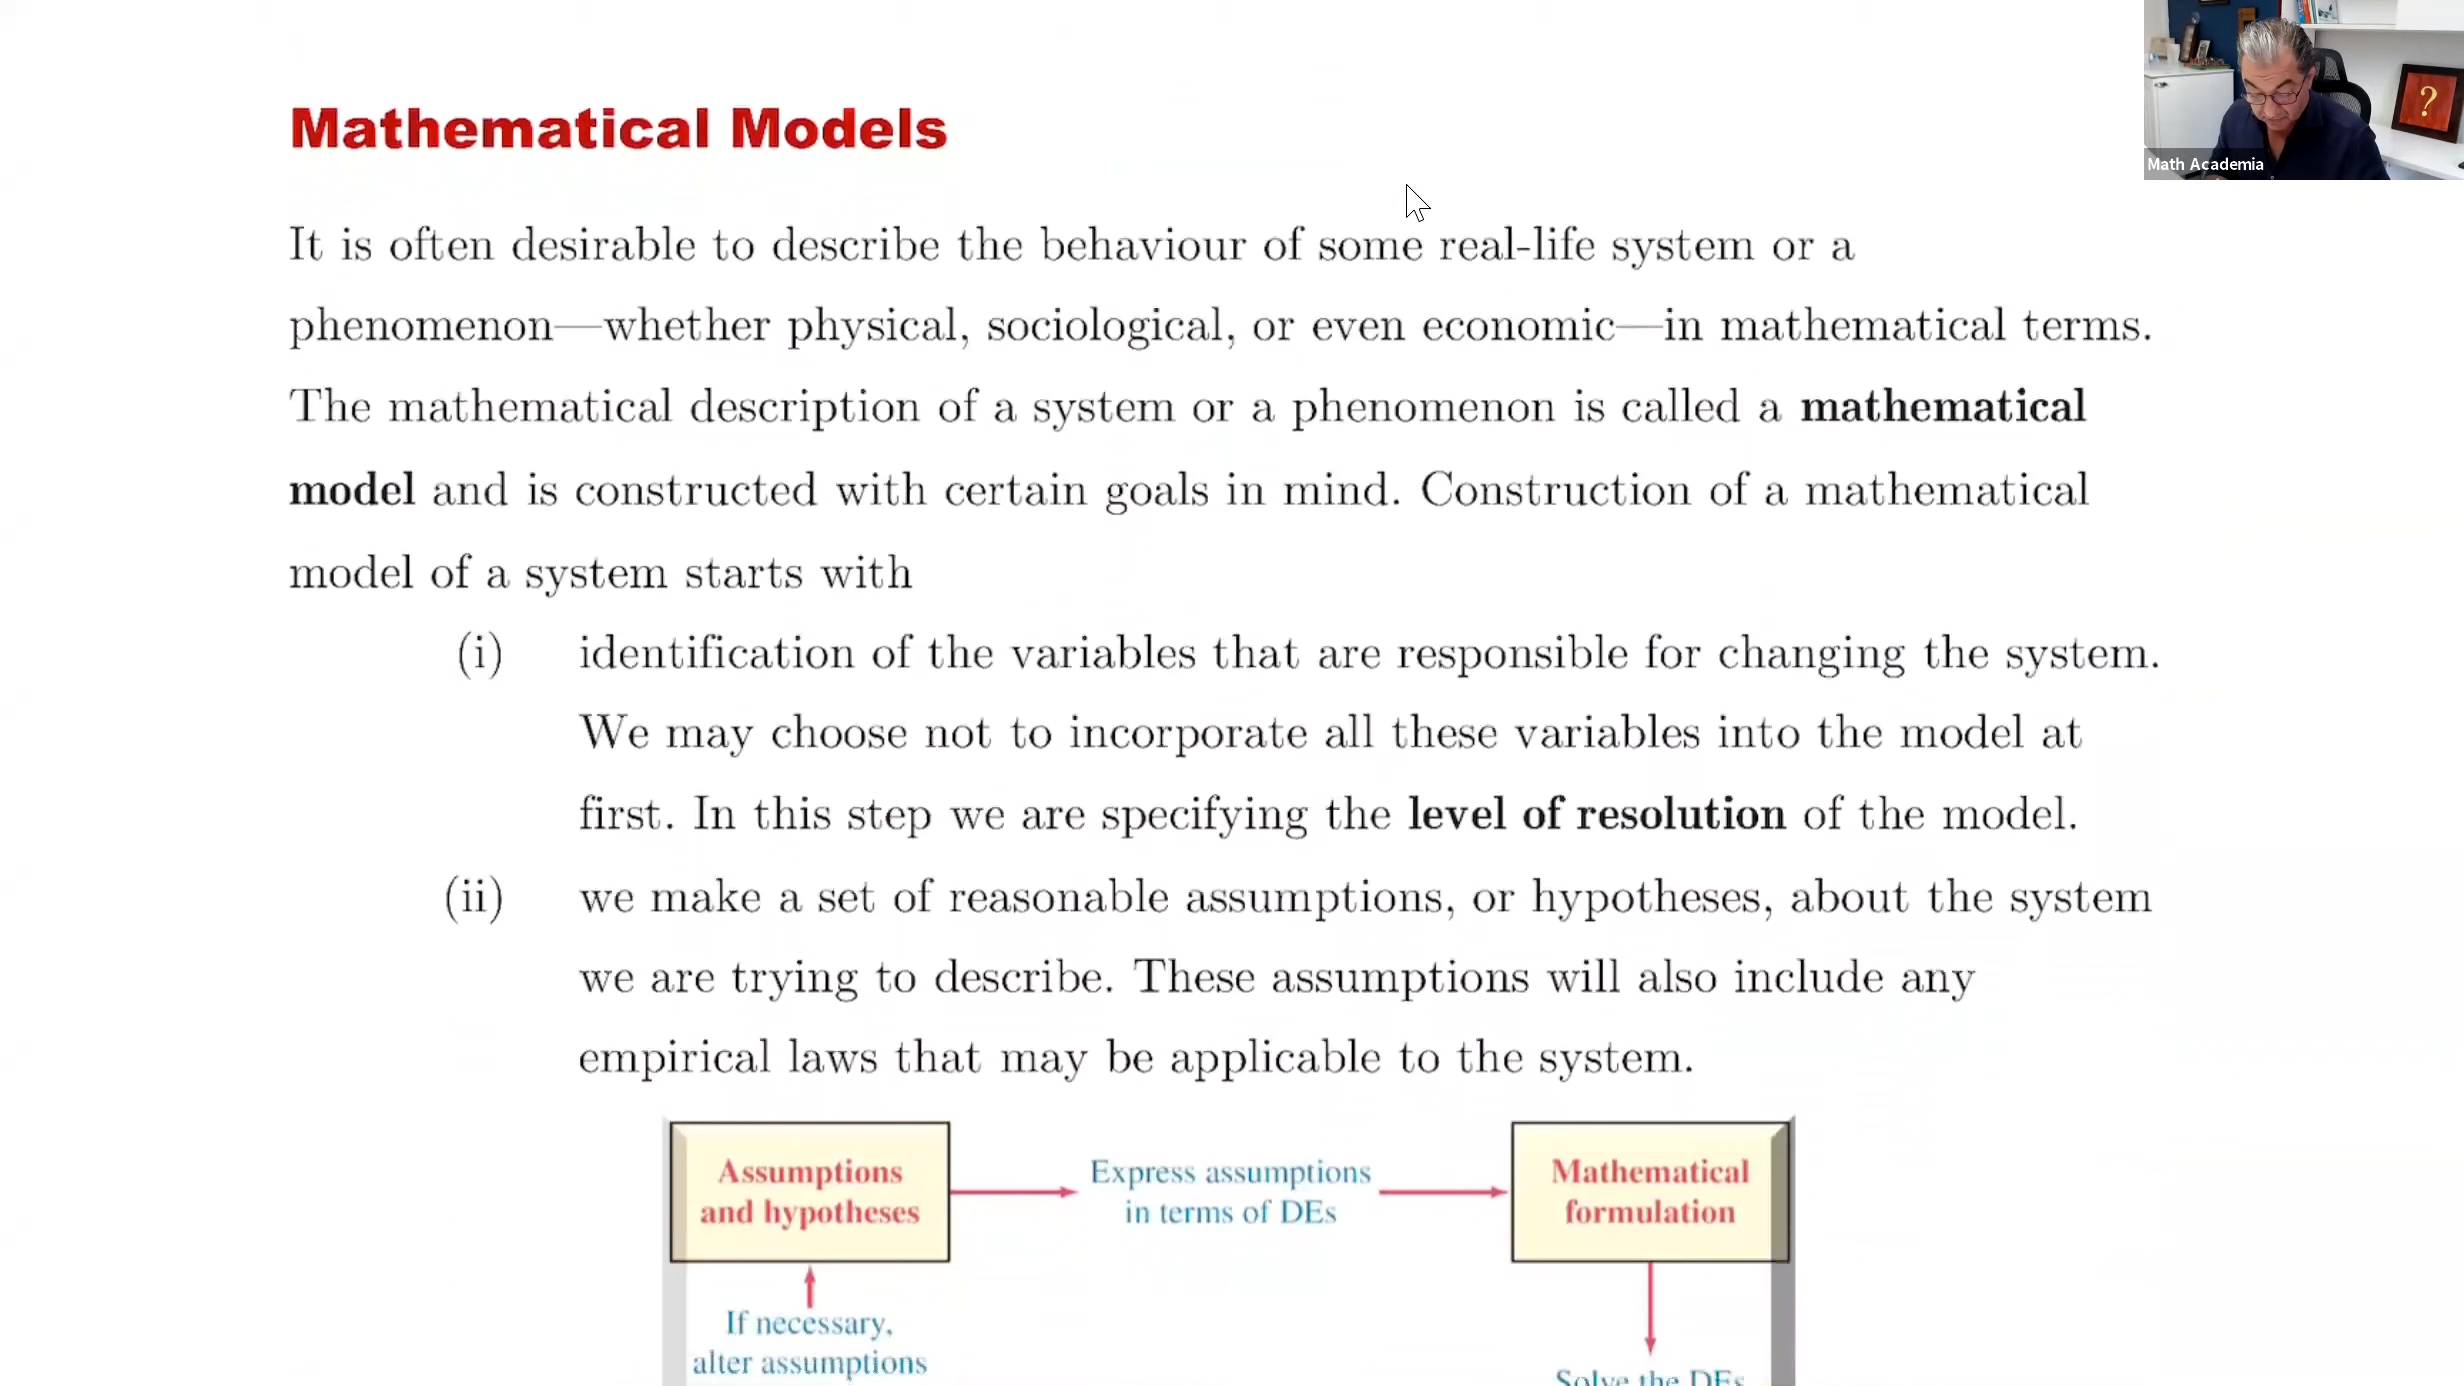 Mathematical Models
Math Academia
?
It is often desirable to describe the behaviour of some real-life system or a
phenomenon—whether physical, sociological, or even economic—in mathematical terms.
The mathematical description of a system or a phenomenon is called a mathematical
model and is constructed with certain goals in mind. Construction of a mathematical
model of a system starts with
(i) identification of the variables that are responsible for changing the system.
We may choose not to incorporate all these variables into the model at
first. In this step we are specifying the level of resolution of the model.
(ii) we make a set of reasonable assumptions, or hypotheses, about the system
we are trying to describe. These assumptions will also include any
empirical laws that may be applicable to the system.
Assumptions
and hypotheses
Express assumptions
in terms of DEs
Mathematical
formulation
If necessary,
alter assumptions
Solve the DEs